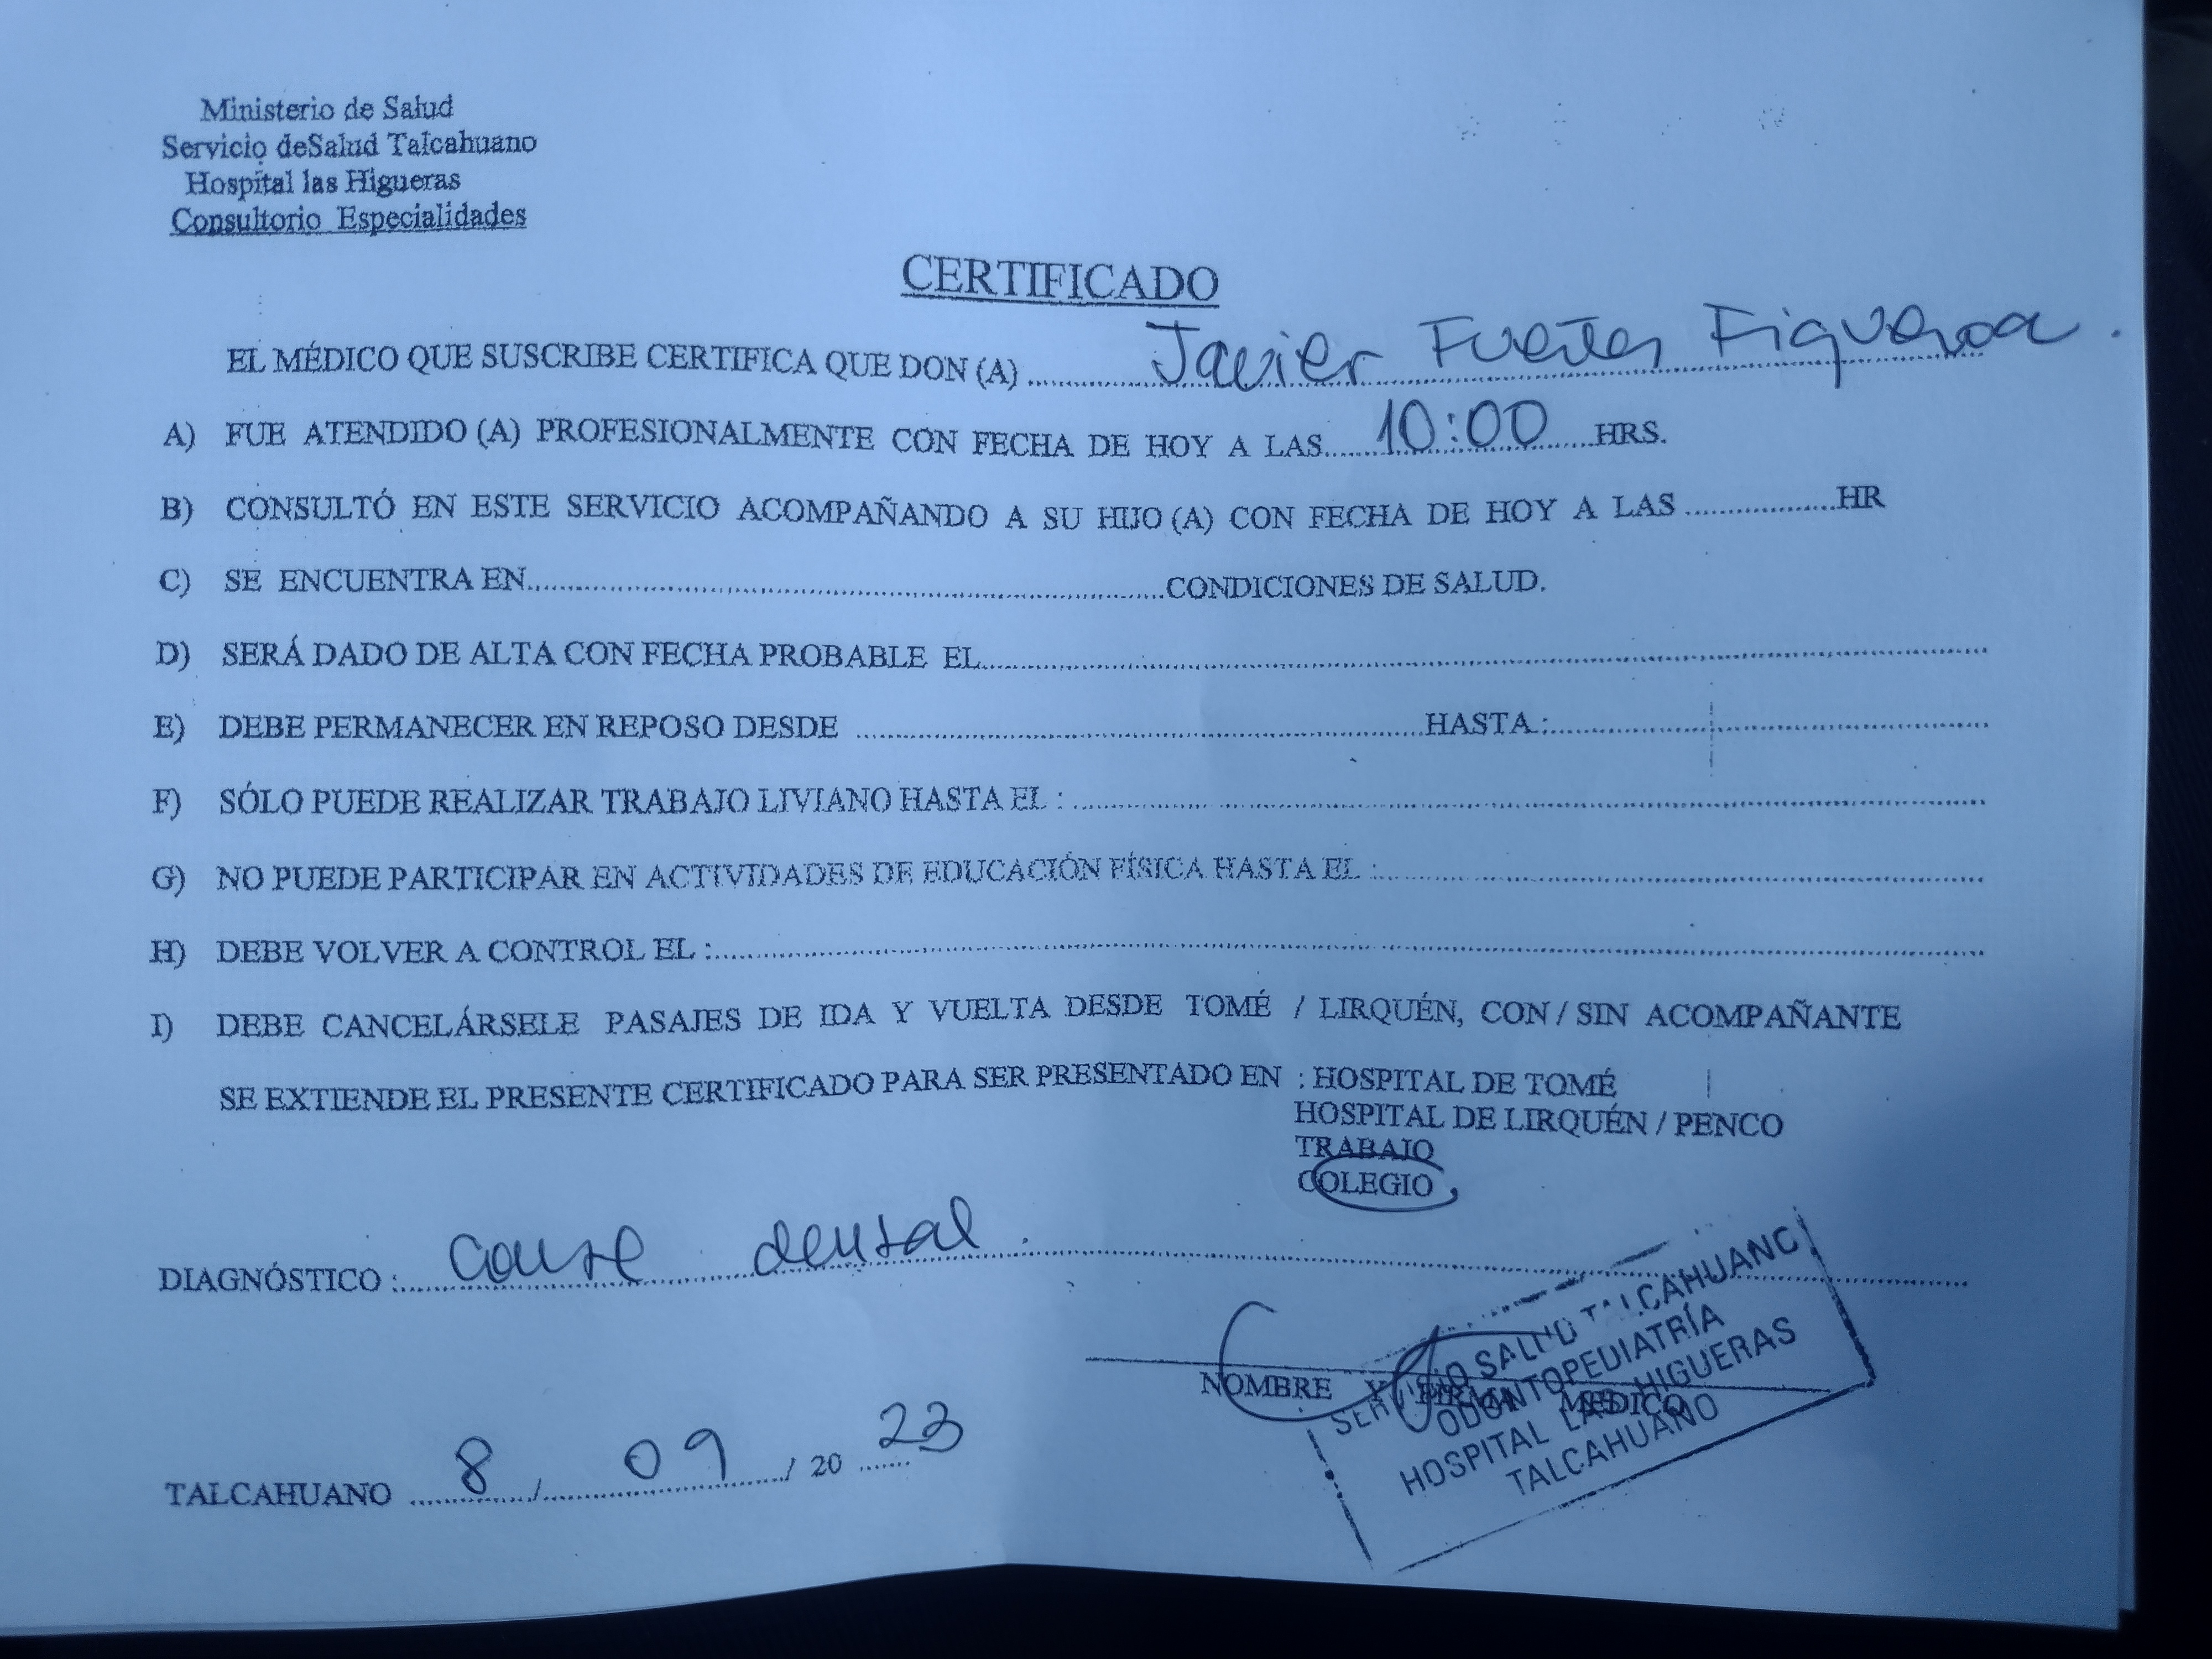 Ministerio de Salud
Servicio deSalud Talcahuano
Hospital las Higueras
Consultorio Especialidades
CERTIFICADO
EL MÉDICO QUE SUSCRIBE CERTIFICA QUE DON (A) Javier Fuentes Figueroa.
A) FUE ATENDIDO (A) PROFESIONALMENTE CON FECHA DE HOY A LAS 10:00 HRS.
B) CONSULTÓ EN ESTE SERVICIO ACOMPAÑANDO A SU HIJO (A) CON FECHA DE HOY A LAS HR
C) SE ENCUENTRA EN CONDICIONES DE SALUD.
D) SERÁ DADO DE ALTA CON FECHA PROBABLE EL
E) DEBE PERMANECER EN REPOSO DESDE HASTA :
F) SÓLO PUEDE REALIZAR TRABAJO LIVIANO HASTA EL :
G) NO PUEDE PARTICIPAR EN ACTIVIDADES DE EDUCACIÓN FÍSICA HASTA EL :
H) DEBE VOLVER A CONTROL EL :
I) DEBE CANCELÁRSELE PASAJES DE IDA Y VUELTA DESDE TOMÉ / LIRQUÉN, CON / SIN ACOMPAÑANTE
SE EXTIENDE EL PRESENTE CERTIFICADO PARA SER PRESENTADO EN : HOSPITAL DE TOMÉ
HOSPITAL DE LIRQUÉN / PENCO
TRABAJO
COLEGIO
DIAGNÓSTICO : dental.
NOMBRE Y FIRMA MEDICO
SERVICIO SALUD TALCAHUANO
ODONTOPEDIATRÍA
HOSPITAL LAS HIGUERAS
TALCAHUANO
TALCAHUANO 8 / 09 / 20 23